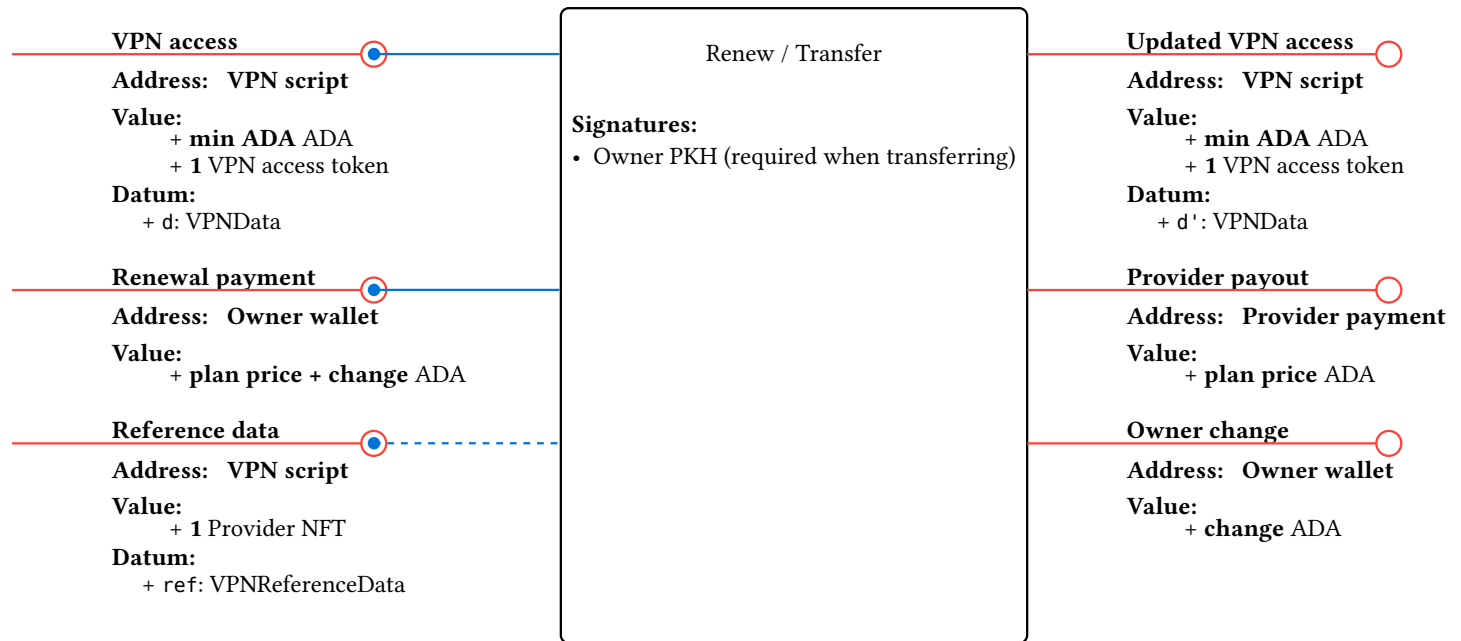 VPN access
Address: VPN script
Value:
+ min ADA ADA
+ 1 VPN access token
Datum:
+ d: VPNData
Renewal payment
Address: Owner wallet
Value:
+ plan price + change ADA
Reference data
Address: VPN script
Value:
+ 1 Provider NFT
Datum:
+ ref: VPNReferenceData
Renew / Transfer
Signatures:
• Owner PKH (required when transferring)
Updated VPN access
Address: VPN script
Value:
+ min ADA ADA
+ 1 VPN access token
Datum:
+ d': VPNData
Provider payout
Address: Provider payment
Value:
+ plan price ADA
Owner change
Address: Owner wallet
Value:
+ change ADA